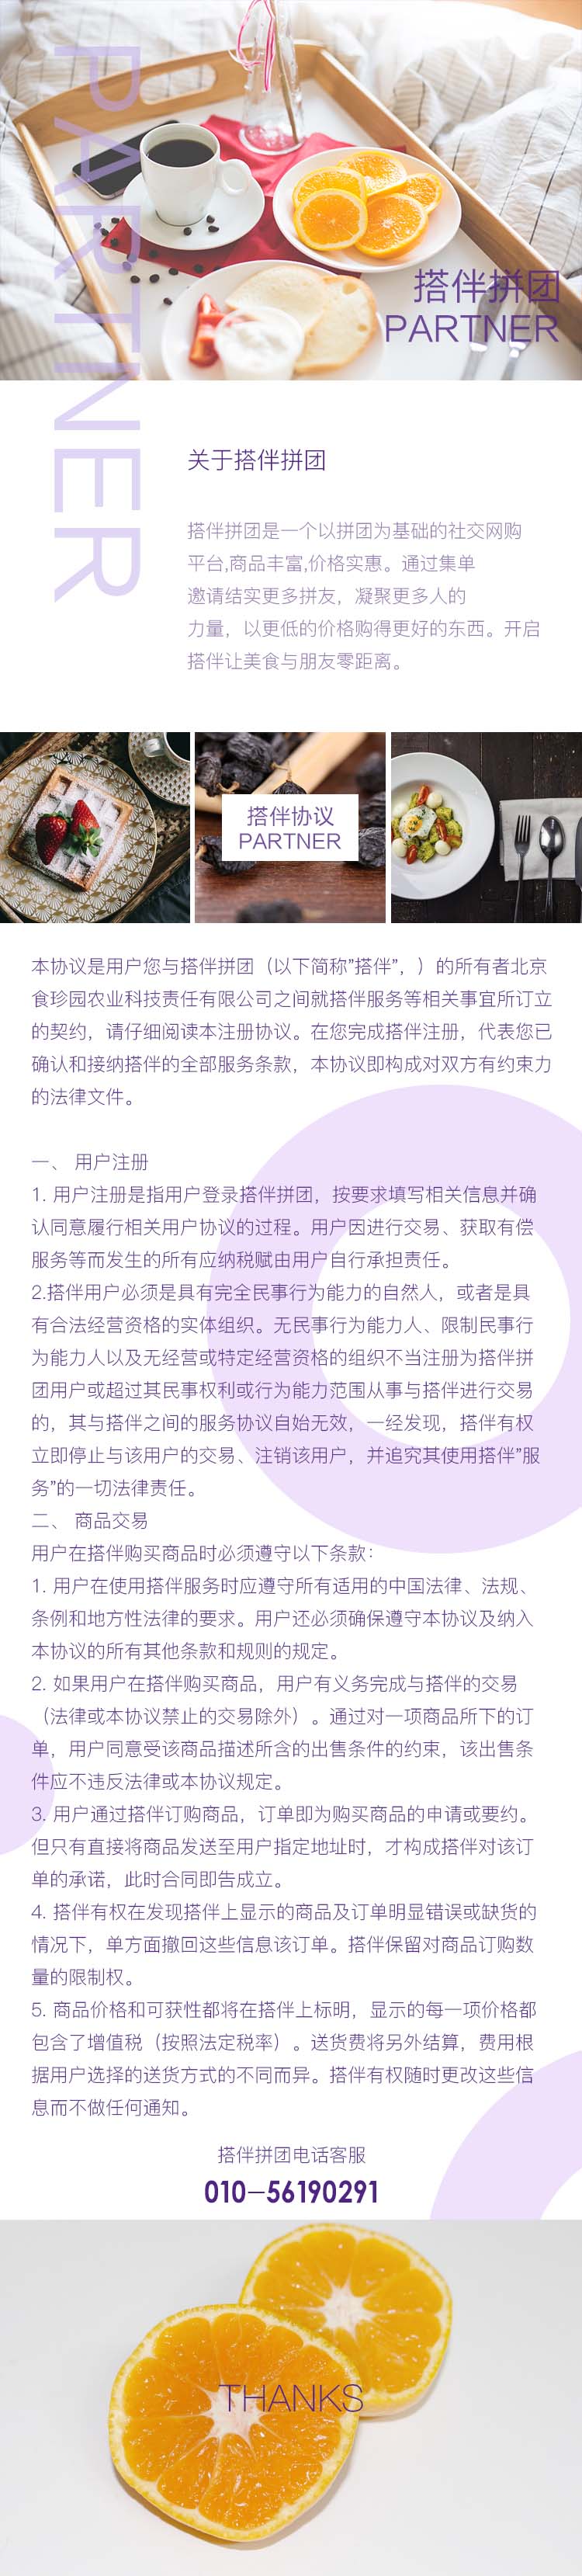 PARTNER
搭伴拼团
PARTNER
关于搭伴拼团
搭伴拼团是一个以拼团为基础的社交网购
平台,商品丰富,价格实惠。通过集单
邀请结实更多拼友，凝聚更多人的
力量，以更低的价格购得更好的东西。开启
搭伴让美食与朋友零距离。
搭伴协议
PARTNER
本协议是用户您与搭伴拼团（以下简称”搭伴”，）的所有者北京
食珍园农业科技责任有限公司之间就搭伴服务等相关事宜所订立
的契约，请仔细阅读本注册协议。在您完成搭伴注册，代表您已
确认和接纳搭伴的全部服务条款，本协议即构成对双方有约束力
的法律文件。
一、 用户注册
1. 用户注册是指用户登录搭伴拼团，按要求填写相关信息并确
认同意履行相关用户协议的过程。用户因进行交易、获取有偿
服务等而发生的所有应纳税赋由用户自行承担责任。
2.搭伴用户必须是具有完全民事行为能力的自然人，或者是具
有合法经营资格的实体组织。无民事行为能力人、限制民事行
为能力人以及无经营或特定经营资格的组织不当注册为搭伴拼
团用户或超过其民事权利或行为能力范围从事与搭伴进行交易
的，其与搭伴之间的服务协议自始无效，一经发现，搭伴有权
立即停止与该用户的交易、注销该用户，并追究其使用搭伴”服
务”的一切法律责任。
二、 商品交易
用户在搭伴购买商品时必须遵守以下条款：
1. 用户在使用搭伴服务时应遵守所有适用的中国法律、法规、
条例和地方性法律的要求。用户还必须确保遵守本协议及纳入
本协议的所有其他条款和规则的规定。
2. 如果用户在搭伴购买商品，用户有义务完成与搭伴的交易
（法律或本协议禁止的交易除外）。通过对一项商品所下的订
单，用户同意受该商品描述所含的出售条件的约束，该出售条
件应不违反法律或本协议规定。
3. 用户通过搭伴订购商品，订单即为购买商品的申请或要约。
但只有直接将商品发送至用户指定地址时，才构成搭伴对该订
单的承诺，此时合同即告成立。
4. 搭伴有权在发现搭伴上显示的商品及订单明显错误或缺货的
情况下，单方面撤回这些信息该订单。搭伴保留对商品订购数
量的限制权。
5. 商品价格和可获性都将在搭伴上标明，显示的每一项价格都
包含了增值税（按照法定税率）。送货费将另外结算，费用根
据用户选择的送货方式的不同而异。搭伴有权随时更改这些信
息而不做任何通知。
搭伴拼团电话客服
010-56190291
THANKS